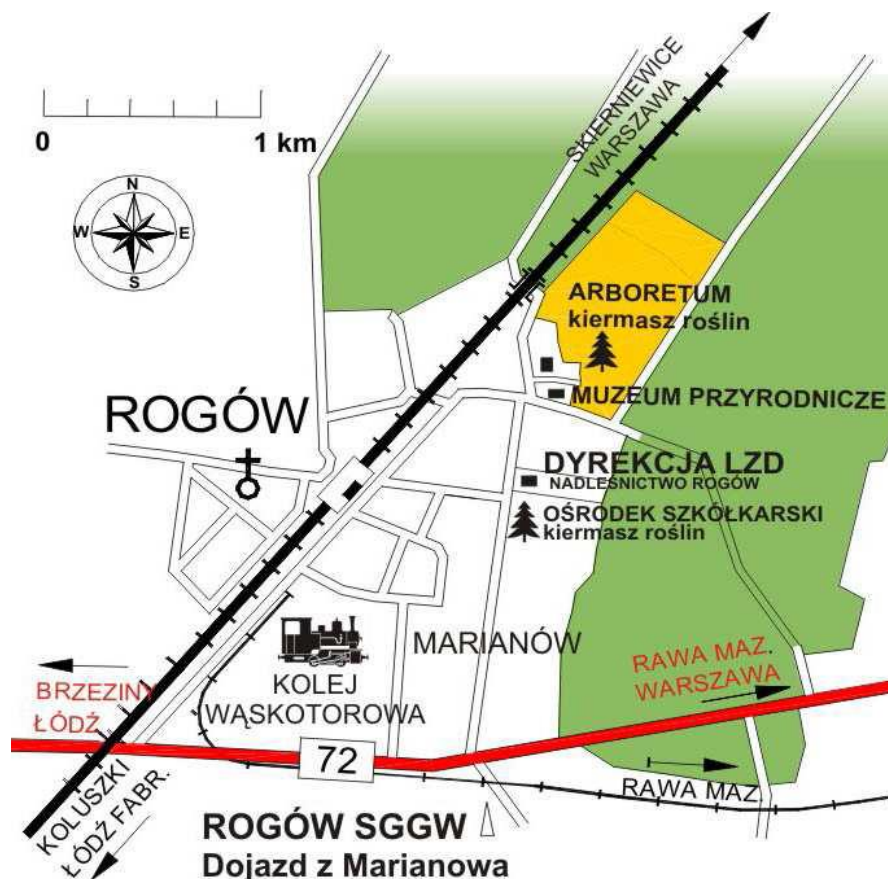 SKIERNIEWICE
WARSZAWA
0 1 km
N
W E
S
ARBORETUM
kiermasz roślin
MUZEUM PRZYRODNICZE
ROGÓW
DYREKCJA LZD
NADLEŚNICTWO ROGÓW
OŚRODEK SZKÓŁKARSKI
kiermasz roślin
MARIANÓW
KOLEJ
WĄSKOTOROWA
RAWA MAZ.
WARSZAWA
BRZEZINY
ŁÓDŹ
72
KOLUSZKI
ŁÓDŹ FABR.
RAWA MAZ
ROGÓW SGGW
Dojazd z Marianowa